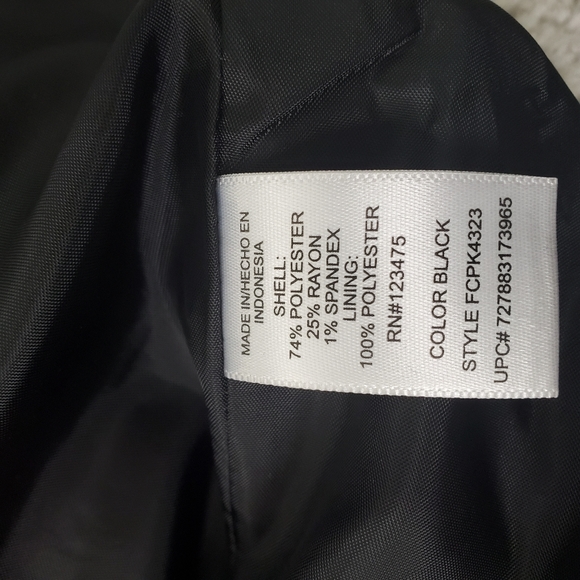 MADE IN/HECHO EN
INDONESIA
SHELL:
74% POLYESTER
25% RAYON
1% SPANDEX
LINING:
100% POLYESTER
RN#123475
COLOR BLACK
STYLE FCPK4323
UPC# 727883173965